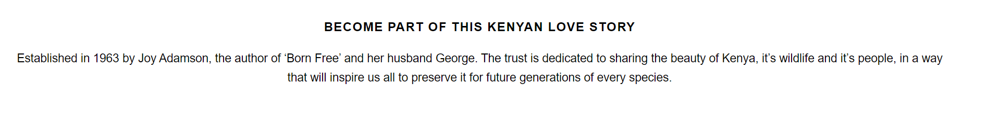 BECOME PART OF THIS KENYAN LOVE STORY
Established in 1963 by Joy Adamson, the author of ‘Born Free’ and her husband George. The trust is dedicated to sharing the beauty of Kenya, it’s wildlife and it’s people, in a way
that will inspire us all to preserve it for future generations of every species.